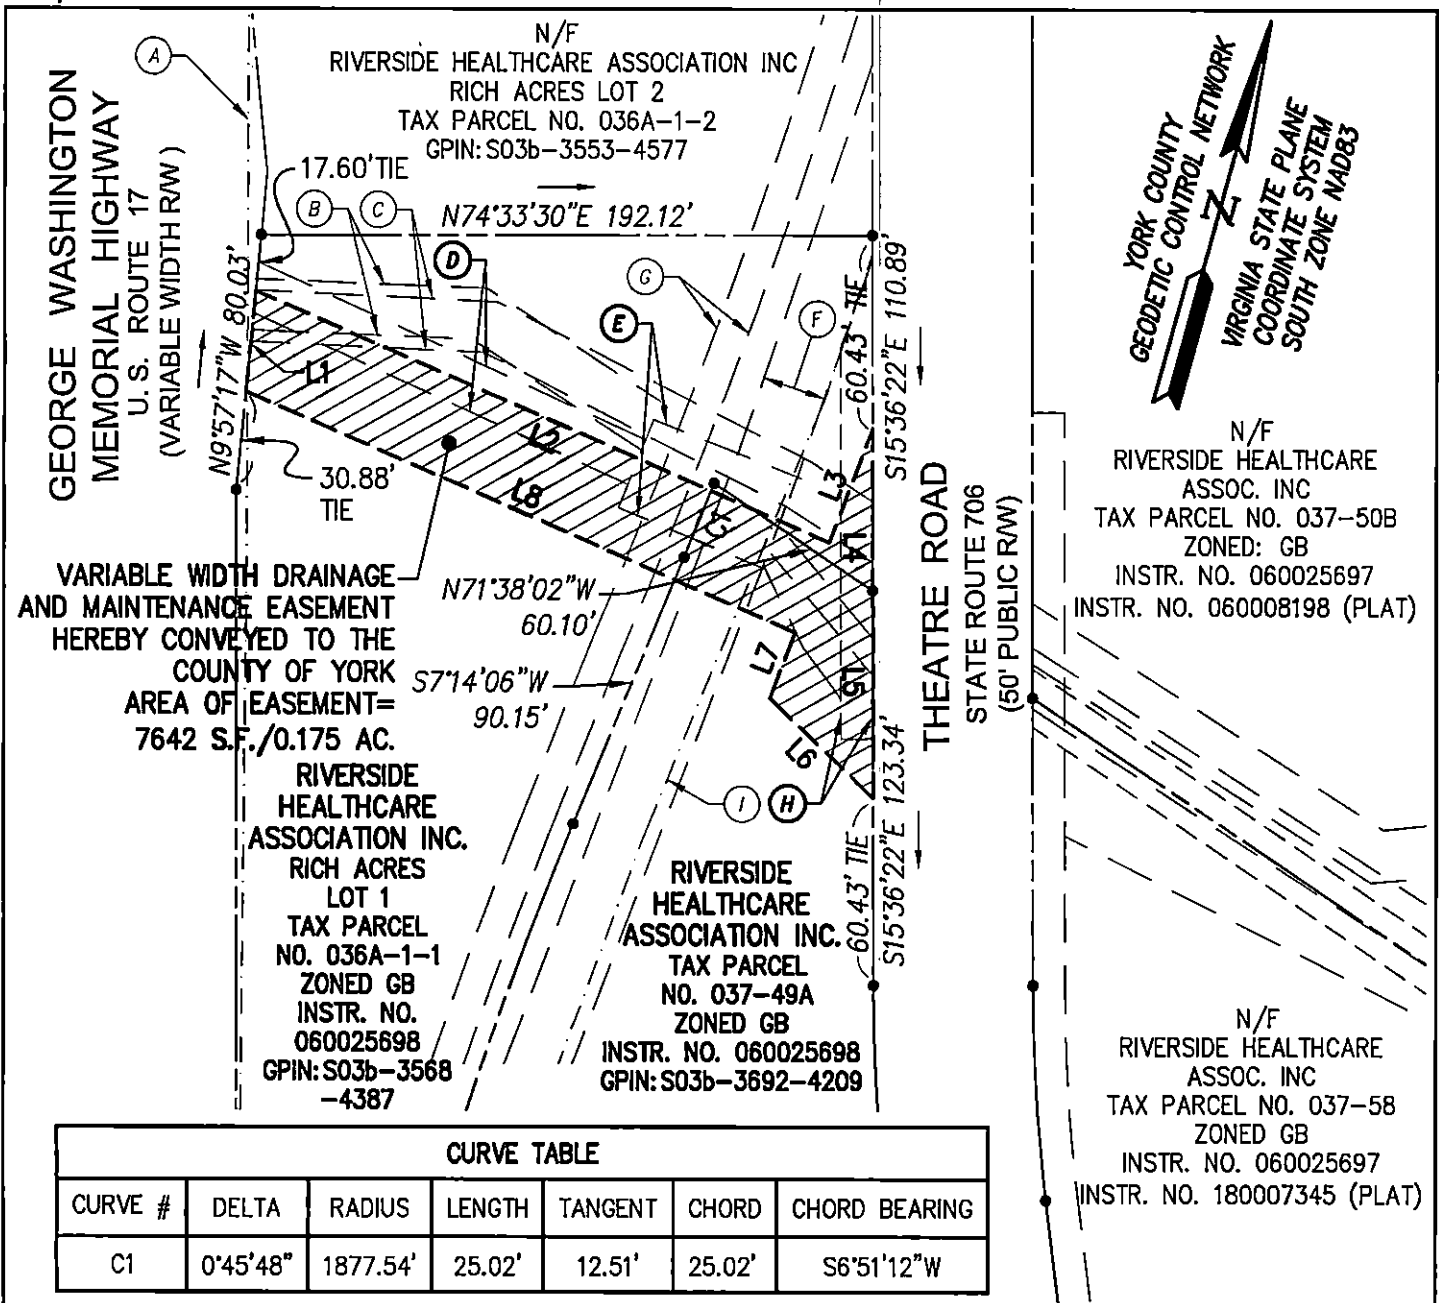 A
N/F
RIVERSIDE HEALTHCARE ASSOCIATION INC
RICH ACRES LOT 2
TAX PARCEL NO. 036A-1-2
GPIN: S03b-3553-4577
GEORGE WASHINGTON
MEMORIAL HIGHWAY
U. S. ROUTE 17
(VARIABLE WIDTH R/W )
17.60' TIE
B
C
N74°33'30"E 192.12'
D
G
E
F
YORK COUNTY
GEODETIC CONTROL NETWORK
N
VIRGINIA STATE PLANE
COORDINATE SYSTEM
SOUTH ZONE NAD83
N9°57'17"W 80.03'
L1
L2
L8
L3
L4
C1
60.43' TIE
S15°36'22"E 110.89'
30.88'
TIE
N/F
RIVERSIDE HEALTHCARE
ASSOC. INC
TAX PARCEL NO. 037-50B
ZONED: GB
INSTR. NO. 060025697
INSTR. NO. 060008198 (PLAT)
THEATRE ROAD
STATE ROUTE 706
(50' PUBLIC R/W)
VARIABLE WIDTH DRAINAGE
AND MAINTENANCE EASEMENT
HEREBY CONVEYED TO THE
COUNTY OF YORK
AREA OF EASEMENT=
7642 S.F./0.175 AC.
N71°38'02"W
60.10'
S7°14'06"W
90.15'
L7
L5
L6
I
H
60.43' TIE
S15°36'22"E 123.34'
RIVERSIDE
HEALTHCARE
ASSOCIATION INC.
RICH ACRES
LOT 1
TAX PARCEL
NO. 036A-1-1
ZONED GB
INSTR. NO.
060025698
GPIN: S03b-3568
-4387
RIVERSIDE
HEALTHCARE
ASSOCIATION INC.
TAX PARCEL
NO. 037-49A
ZONED GB
INSTR. NO. 060025698
GPIN: S03b-3692-4209
N/F
RIVERSIDE HEALTHCARE
ASSOC. INC
TAX PARCEL NO. 037-58
ZONED GB
INSTR. NO. 060025697
INSTR. NO. 180007345 (PLAT)
CURVE TABLE
CURVE # DELTA RADIUS LENGTH TANGENT CHORD CHORD BEARING
C1 0°45'48" 1877.54' 25.02' 12.51' 25.02' S6°51'12"W